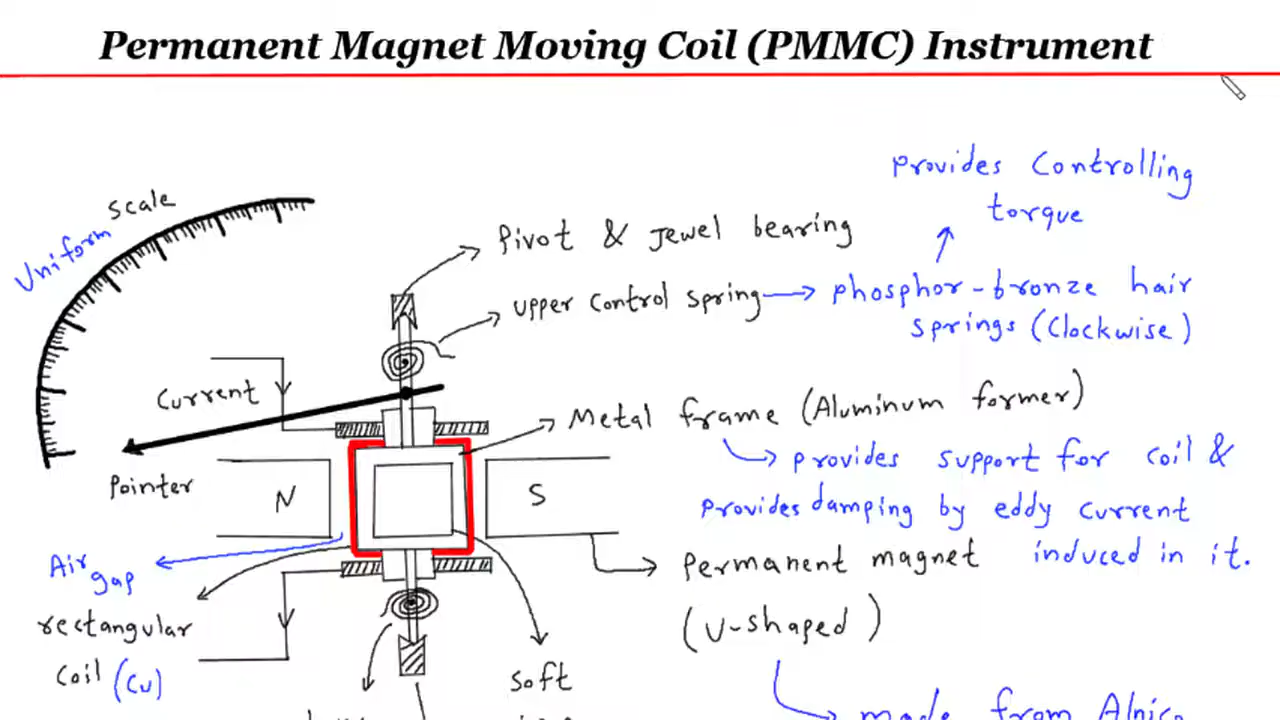 Permanent Magnet Moving Coil (PMMC) Instrument
Provides Controlling
torque
Scale
Uniform
Pivot & Jewel bearing
upper control spring
phosphor-bronze hair
springs (Clockwise)
Current
Metal frame (Aluminum former)
provides support for coil &
provides damping by eddy current
induced in it.
Pointer
N
S
Permanent magnet
(U-shaped)
Air
gap
rectangular
coil (Cu)
soft
made from Alnico